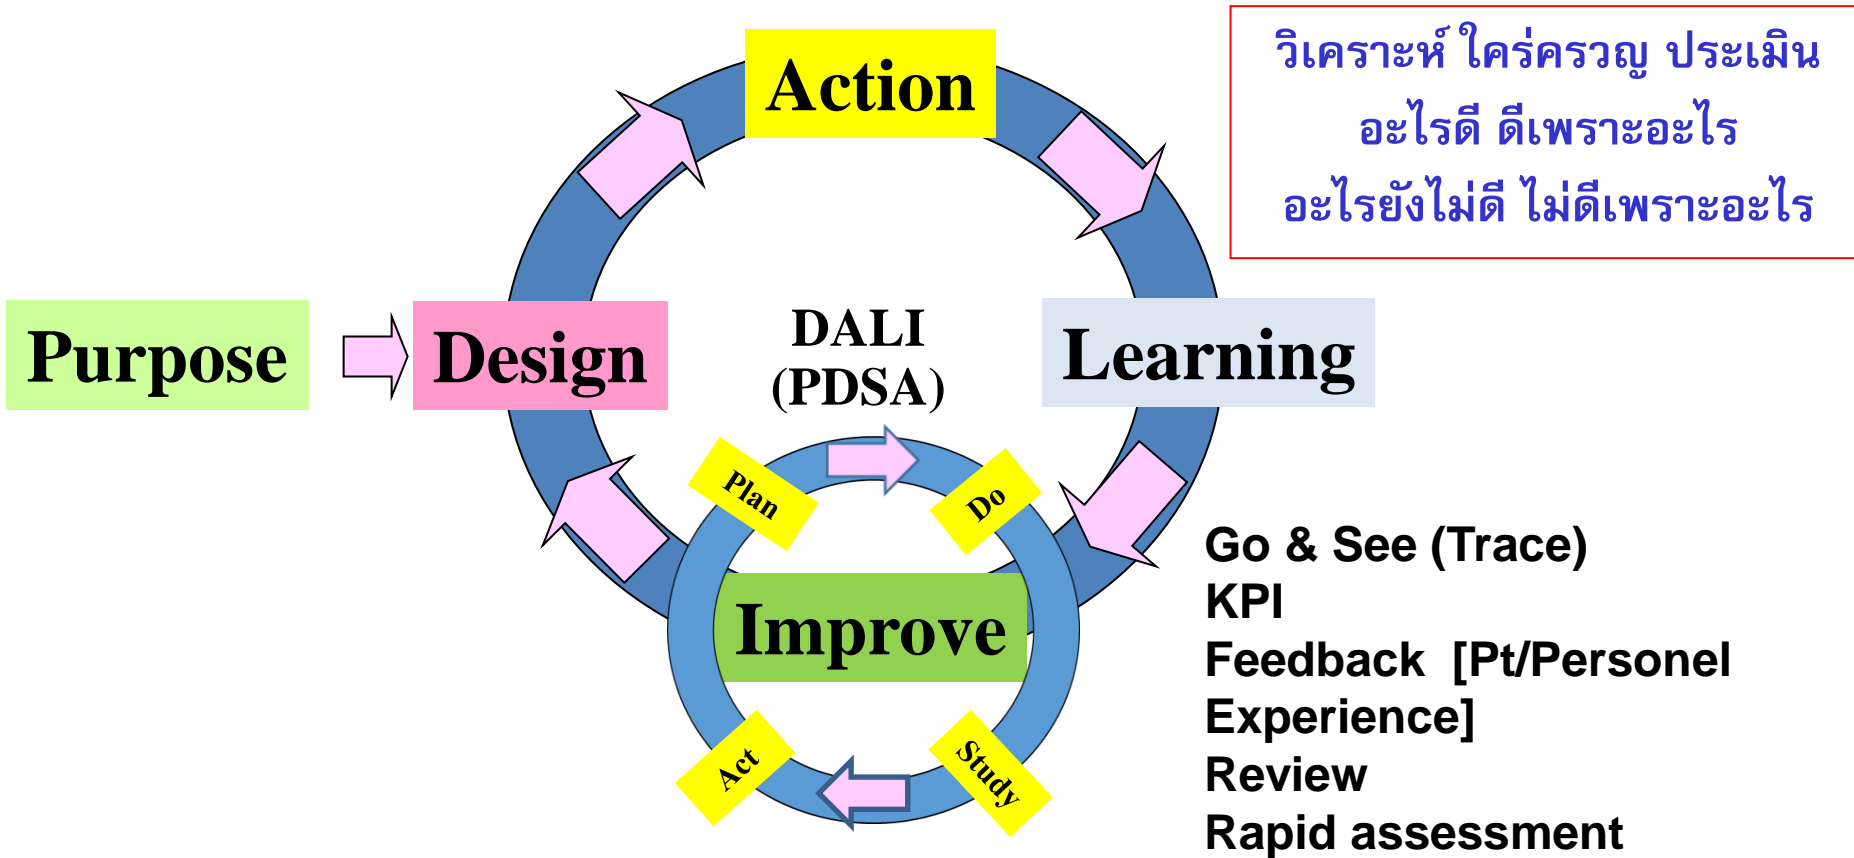 Action
วิเคราะห์ ใคร่ครวญ ประเมิน
อะไรดี ดีเพราะอะไร
อะไรยังไม่ดี ไม่ดีเพราะอะไร
Purpose
Design
DALI
(PDSA)
Learning
Plan
Do
Improve
Act
Study
Go & See (Trace)
KPI
Feedback [Pt/Personel
Experience]
Review
Rapid assessment